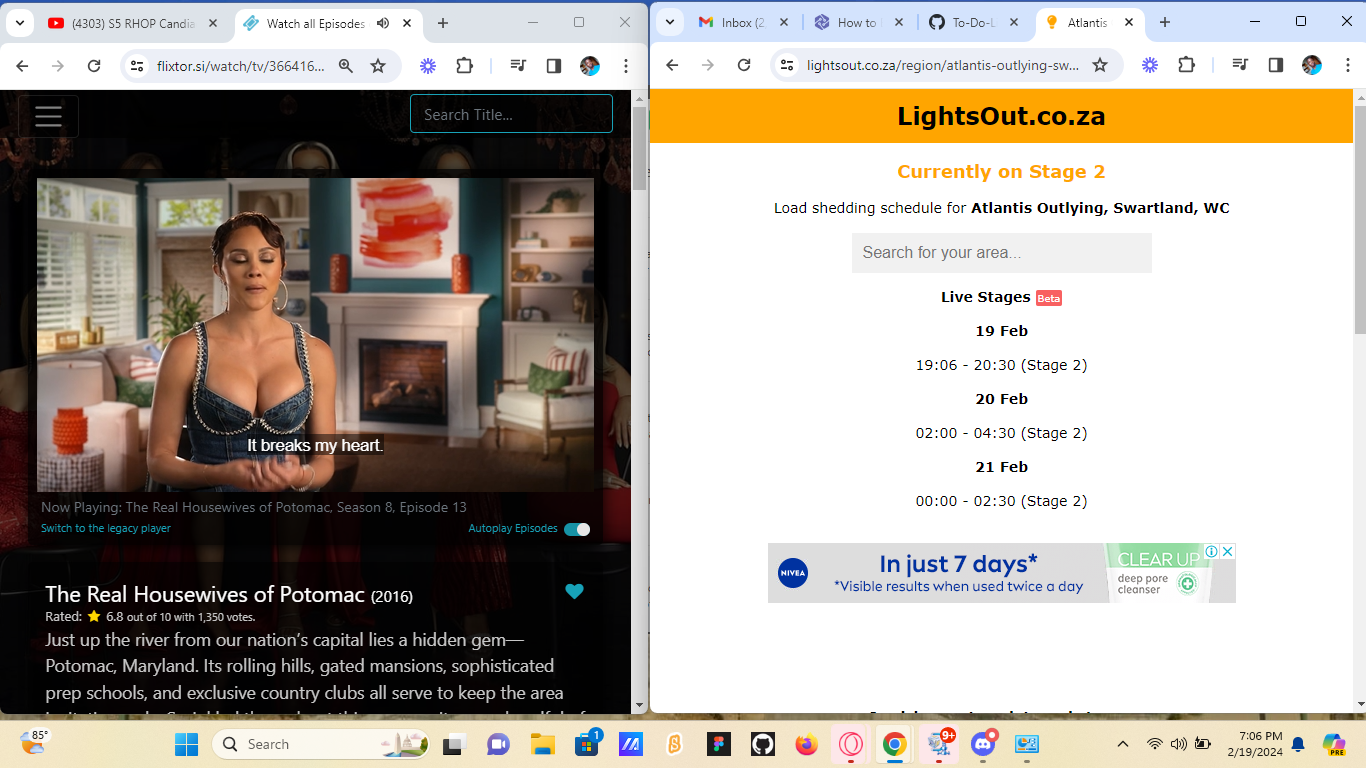 (4303) S5 RHOP Candia
Watch all Episodes
flixtor.si/watch/tv/366416...
Search Title...
It breaks my heart.
Now Playing: The Real Housewives of Potomac, Season 8, Episode 13
Switch to the legacy player
Autoplay Episodes
The Real Housewives of Potomac (2016)
Rated: 6.8 out of 10 with 1,350 votes.
Just up the river from our nation's capital lies a hidden gem—
Potomac, Maryland. Its rolling hills, gated mansions, sophisticated
prep schools, and exclusive country clubs all serve to keep the area
Inbox (2
How to
To-Do-L
Atlantis
lightsout.co.za/region/atlantis-outlying-sw...
LightsOut.co.za
Currently on Stage 2
Load shedding schedule for Atlantis Outlying, Swartland, WC
Search for your area...
Live Stages Beta
19 Feb
19:06 - 20:30 (Stage 2)
20 Feb
02:00 - 04:30 (Stage 2)
21 Feb
00:00 - 02:30 (Stage 2)
NIVEA
In just 7 days*
*Visible results when used twice a day
CLEAR UP
deep pore
cleanser
85°
Search
1
9+
7:06 PM
2/19/2024
PRE